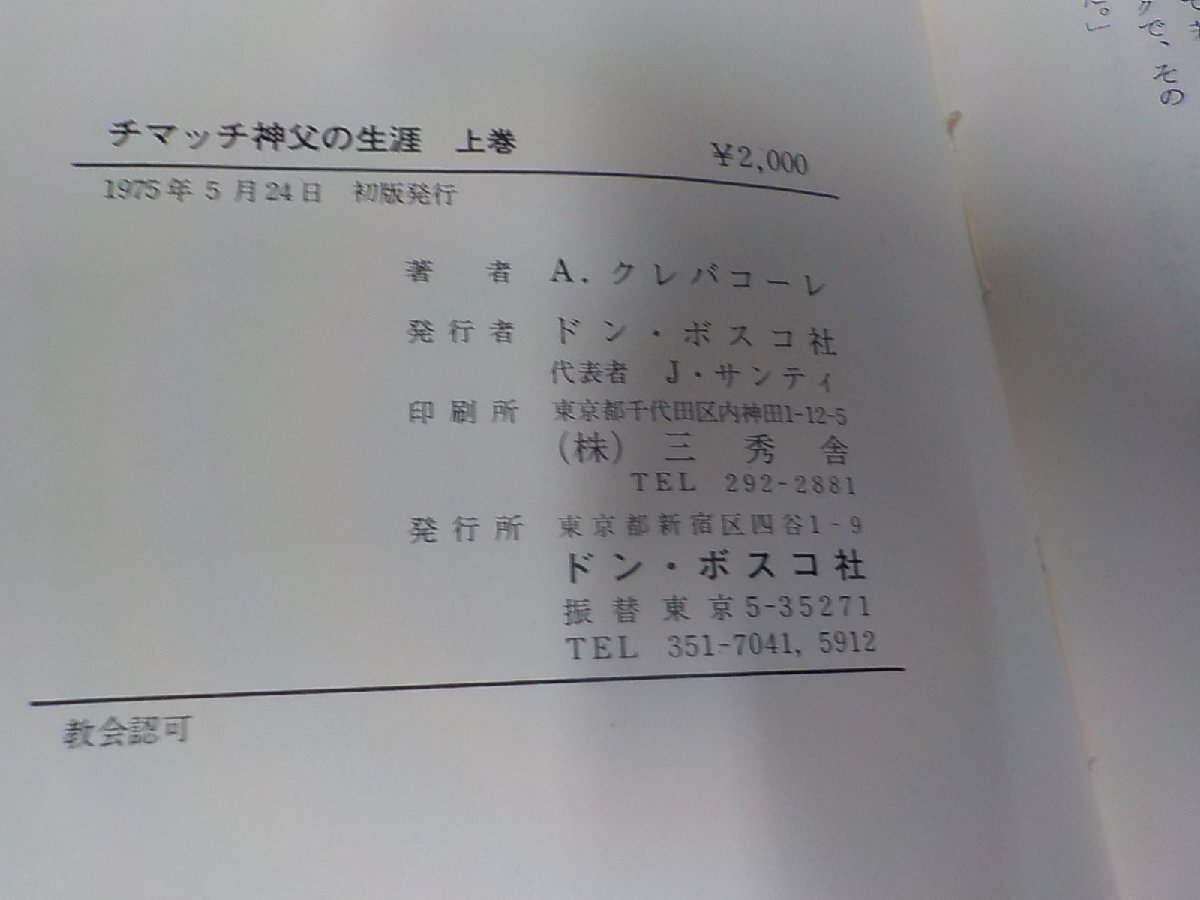 チマッチ神父の生涯 上巻
¥2,000
1975年5月24日 初版発行
著者 A.クレバコーレ
発行者 ドン・ボスコ社
代表者 J・サンティ
印刷所 東京都千代田区内神田1-12-5
(株)三秀舎
TEL 292-2881
発行所 東京都新宿区四谷1-9
ドン・ボスコ社
振替東京5-35271
TEL 351-7041, 5912
教会認可
で、その
。」